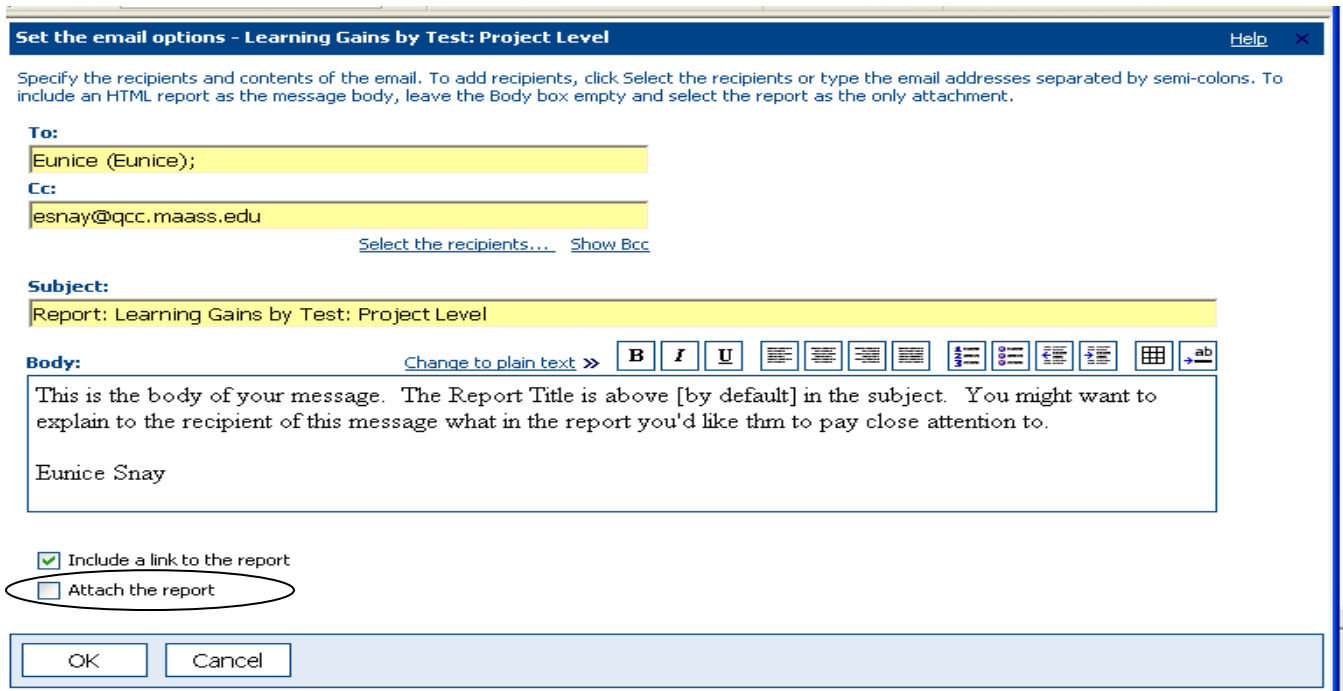 Set the email options - Learning Gains by Test: Project Level Help ×
Specify the recipients and contents of the email. To add recipients, click Select the recipients or type the email addresses separated by semi-colons. To
include an HTML report as the message body, leave the Body box empty and select the report as the only attachment.
To:
Eunice (Eunice);
Cc:
esnay@qcc.maass.edu
Select the recipients... Show Bcc
Subject:
Report: Learning Gains by Test: Project Level
Body: Change to plain text » B I U ab
This is the body of your message. The Report Title is above [by default] in the subject. You might want to
explain to the recipient of this message what in the report you'd like thm to pay close attention to.
Eunice Snay
Include a link to the report
Attach the report
OK Cancel